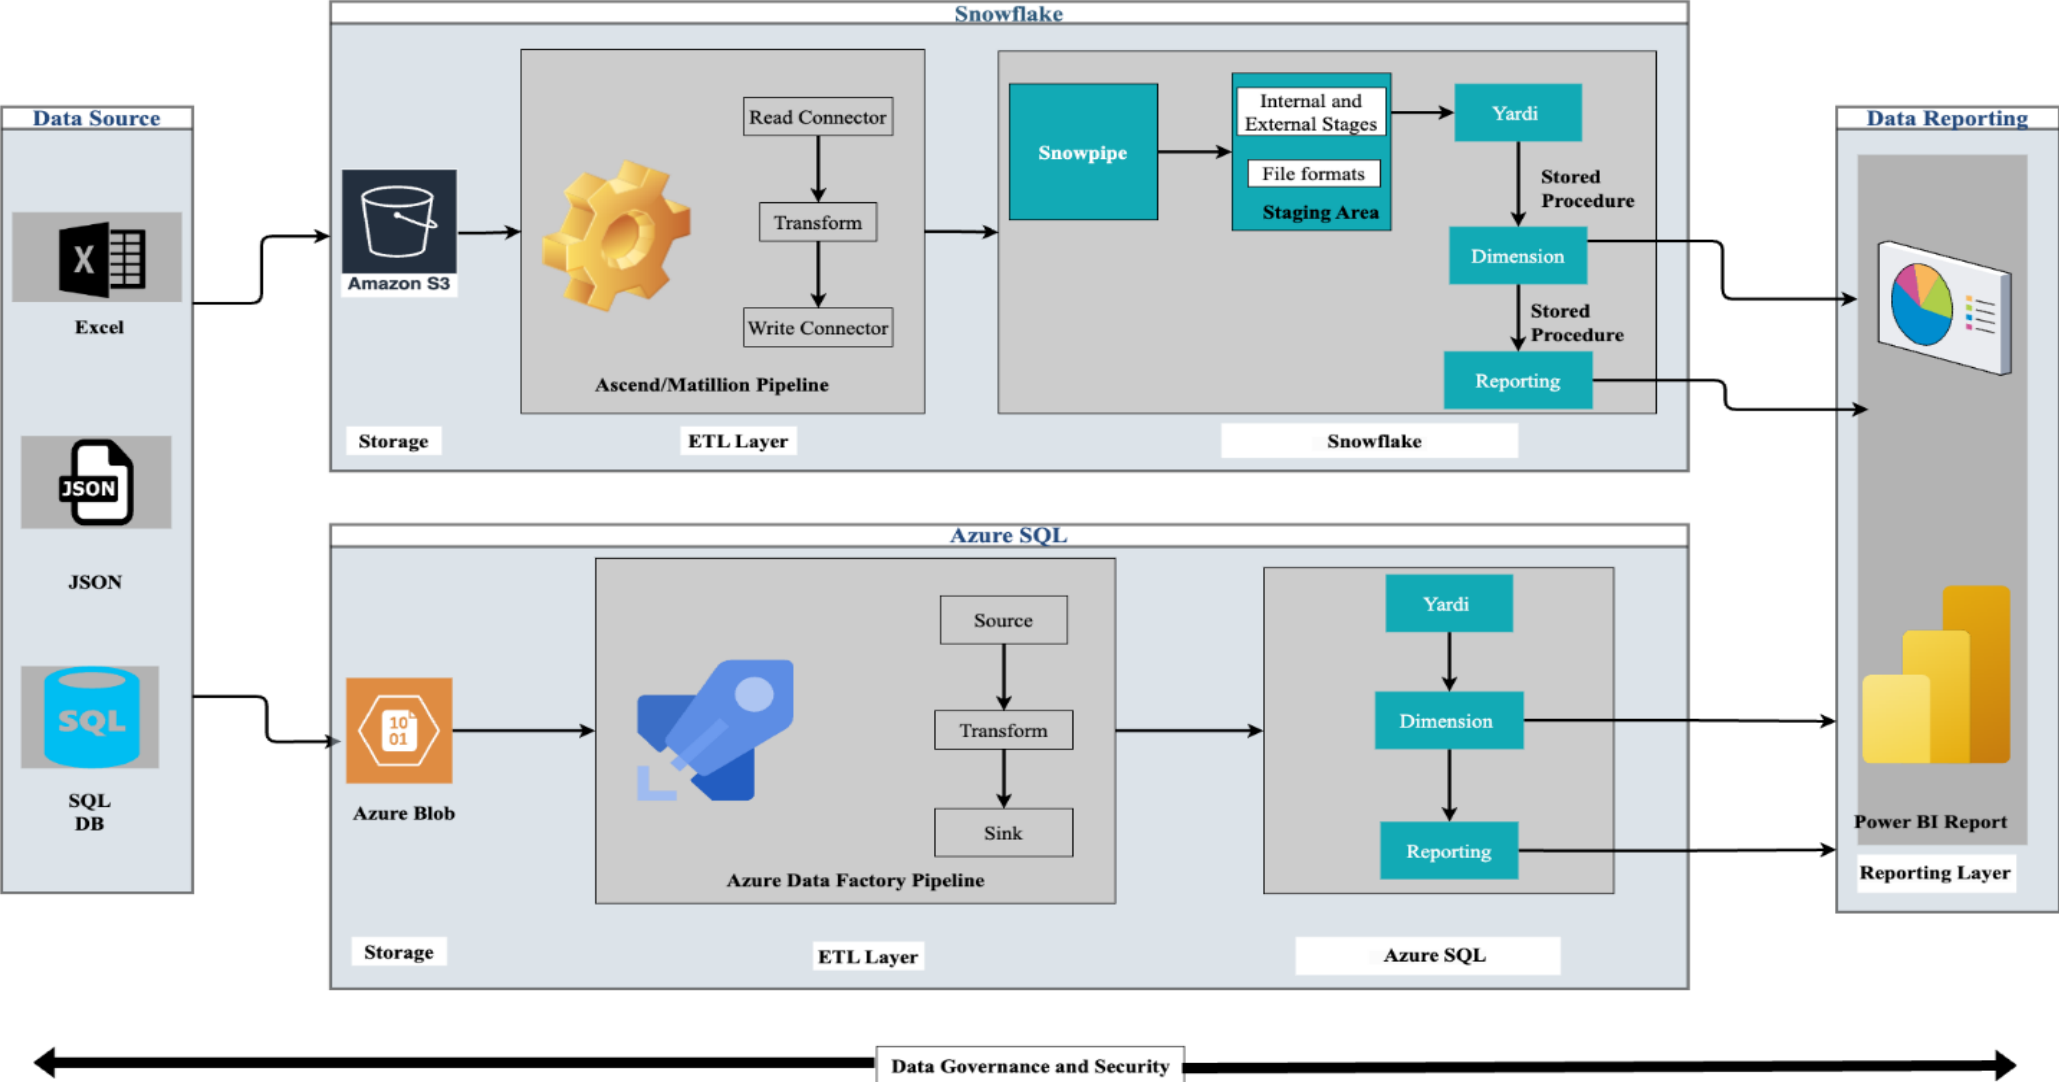 Snowflake
Data Source
Excel
JSON
JSON
SQL
SQL
DB
Amazon S3
Storage
Read Connector
Transform
Write Connector
Ascend/Matillion Pipeline
ETL Layer
Snowpipe
Internal and
External Stages
File formats
Staging Area
Yardi
Stored
Procedure
Dimension
Stored
Procedure
Reporting
Snowflake
Azure SQL
10
01
Azure Blob
Storage
Source
Transform
Sink
Azure Data Factory Pipeline
ETL Layer
Yardi
Dimension
Reporting
Azure SQL
Data Reporting
Power BI Report
Reporting Layer
Data Governance and Security